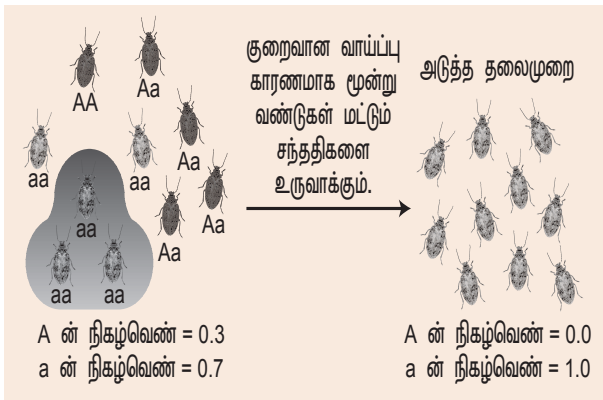 AA
Aa
aa
aa
Aa
Aa
Aa
aa
aa
aa
குறைவான வாய்ப்பு
காரணமாக மூன்று
வண்டுகள் மட்டும்
சந்ததிகளை
உருவாக்கும்.
அடுத்த தலைமுறை
A ன் நிகழ்வெண் = 0.3
a ன் நிகழ்வெண் = 0.7
A ன் நிகழ்வெண் = 0.0
a ன் நிகழ்வெண் = 1.0